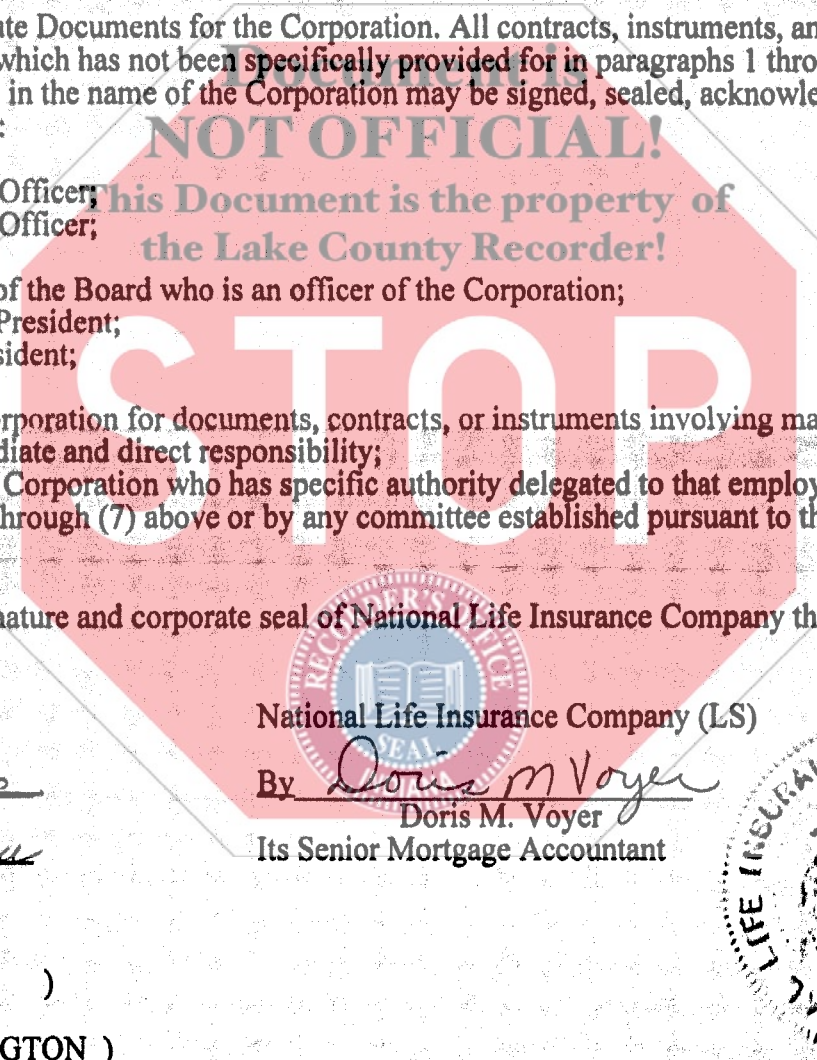 te Documents for the Corporation. All contracts, instruments, an
Document is
which has not been specifically provided for in paragraphs 1 thro
in the name of the Corporation may be signed, sealed, acknowle
:
NOT OFFICIAL!
Officer;
This Document is the property of
Officer;
the Lake County Recorder!
of the Board who is an officer of the Corporation;
President;
sident;
STOP
rporation for documents, contracts, or instruments involving ma
diate and direct responsibility;
Corporation who has specific authority delegated to that employ
hrough (7) above or by any committee established pursuant to th
nature and corporate seal of National Life Insurance Company th
RECORDER'S OFFICE
SEAL
INDIANA
National Life Insurance Company (LS)
By Doris M Voyer
Doris M. Voyer
Its Senior Mortgage Accountant
LIFE INSURA
)
GTON )